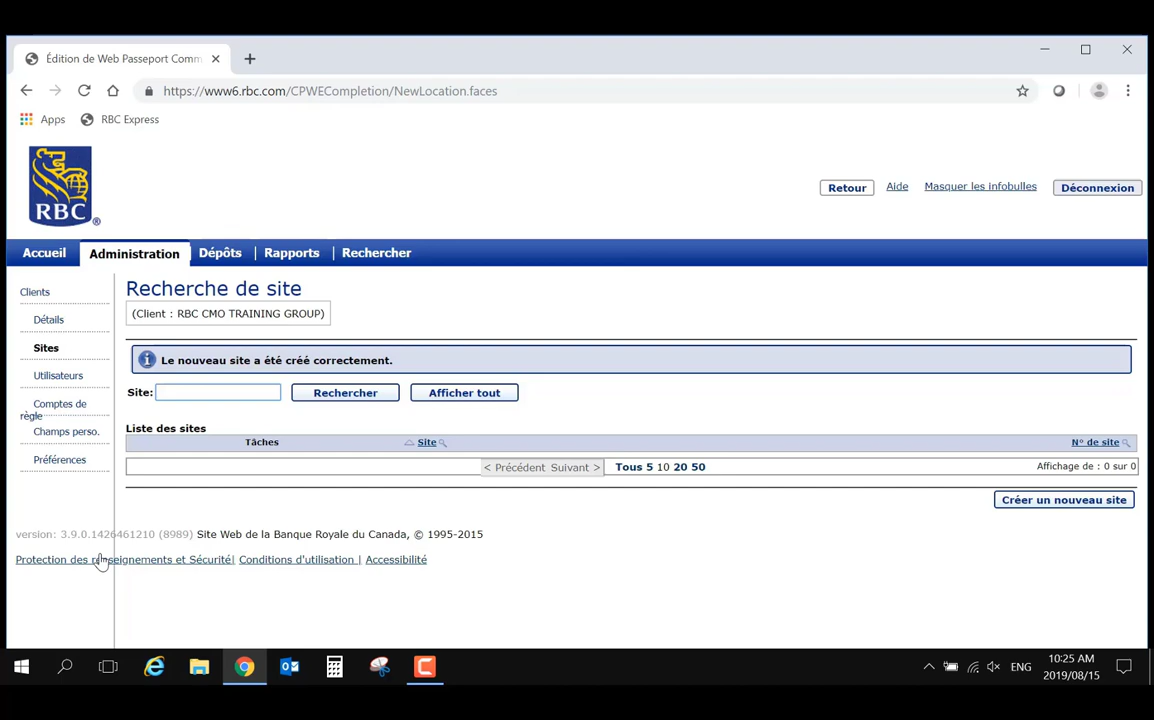 Édition de Web Passeport Comm
https://www6.rbc.com/CPWECompletion/NewLocation.faces
Apps RBC Express
RBC®
Retour Aide Masquer les infobulles Déconnexion
Accueil Administration Dépôts Rapports Rechercher
Clients
Détails
Sites
Utilisateurs
Comptes de
règle
Champs perso.
Préférences
Recherche de site
(Client : RBC CMO TRAINING GROUP)
Le nouveau site a été créé correctement.
Site: Rechercher Afficher tout
Liste des sites
Tâches Site N° de site
< Précédent Suivant > Tous 5 10 20 50 Affichage de : 0 sur 0
Créer un nouveau site
version: 3.9.0.1426461210 (8989) Site Web de la Banque Royale du Canada, © 1995-2015
Protection des renseignements et Sécurité| Conditions d'utilisation | Accessibilité
ENG
10:25 AM
2019/08/15